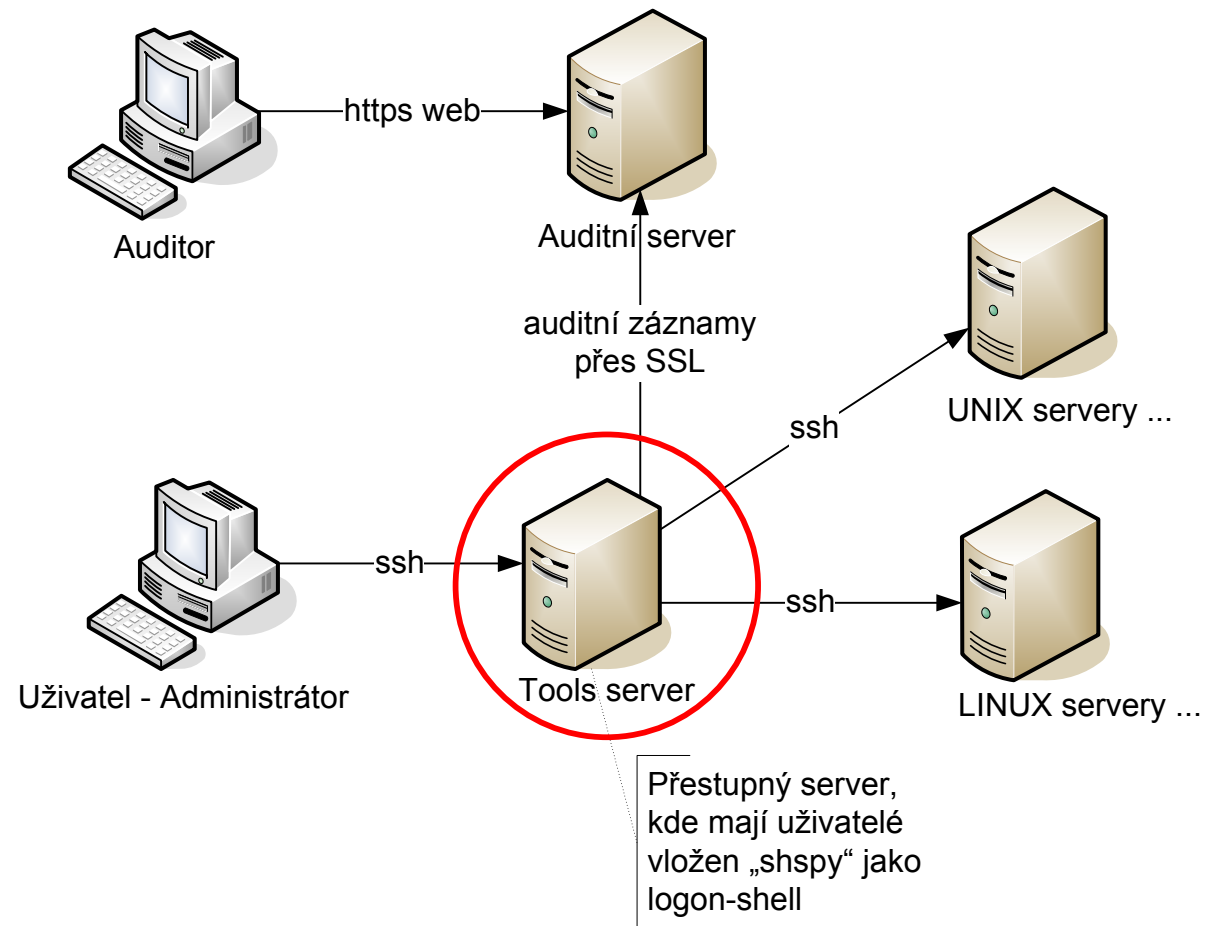 https web
Auditor
Auditní server
auditní záznamy
přes SSL
ssh
UNIX servery ...
ssh
ssh
Uživatel - Administrátor
Tools server
LINUX servery ...
Přestupný server,
kde mají uživatelé
vložen „shspy“ jako
logon-shell